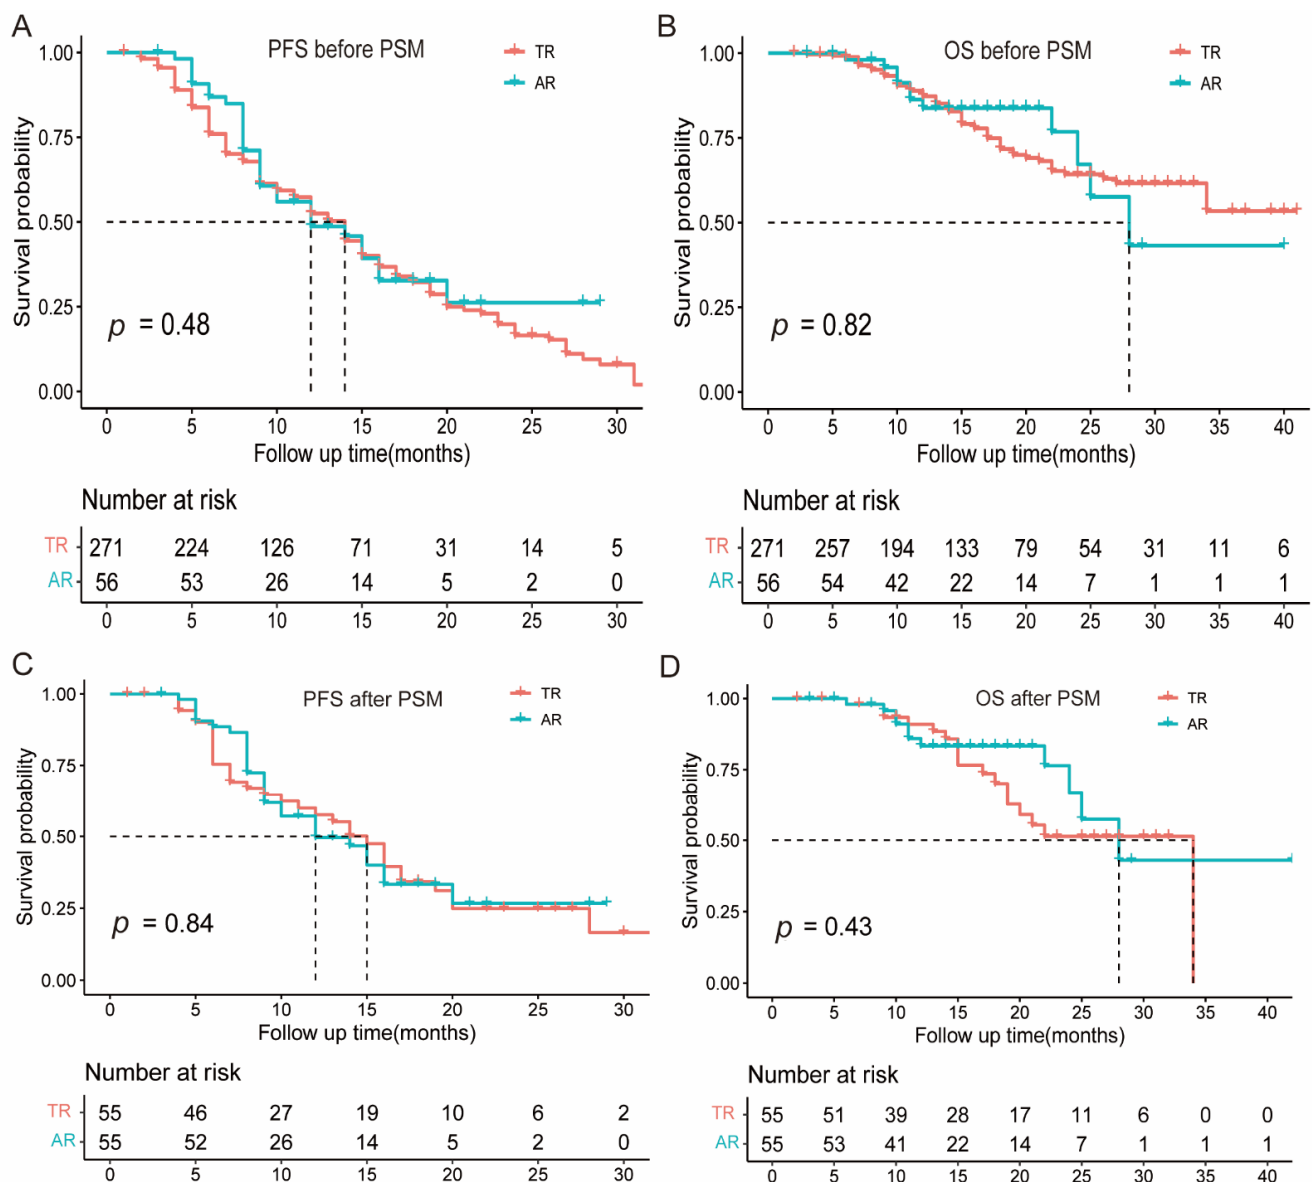 A
PFS before PSM
TR
AR
Survival probability
1.00
0.75
0.50
0.25
0.00
p = 0.48
0 5 10 15 20 25 30
Follow up time(months)
Number at risk
TR 271 224 126 71 31 14 5
AR 56 53 26 14 5 2 0
0 5 10 15 20 25 30
B
OS before PSM
TR
AR
Survival probability
1.00
0.75
0.50
0.25
0.00
p = 0.82
0 5 10 15 20 25 30 35 40
Follow up time(months)
Number at risk
TR 271 257 194 133 79 54 31 11 6
AR 56 54 42 22 14 7 1 1 1
0 5 10 15 20 25 30 35 40
C
PFS after PSM
TR
AR
Survival probability
1.00
0.75
0.50
0.25
0.00
p = 0.84
0 5 10 15 20 25 30
Follow up time(months)
Number at risk
TR 55 46 27 19 10 6 2
AR 55 52 26 14 5 2 0
0 5 10 15 20 25 30
D
OS after PSM
TR
AR
Survival probability
1.00
0.75
0.50
0.25
0.00
p = 0.43
0 5 10 15 20 25 30 35 40
Follow up time(months)
Number at risk
TR 55 51 39 28 17 11 6 0 0
AR 55 53 41 22 14 7 1 1 1
0 5 10 15 20 25 30 35 40